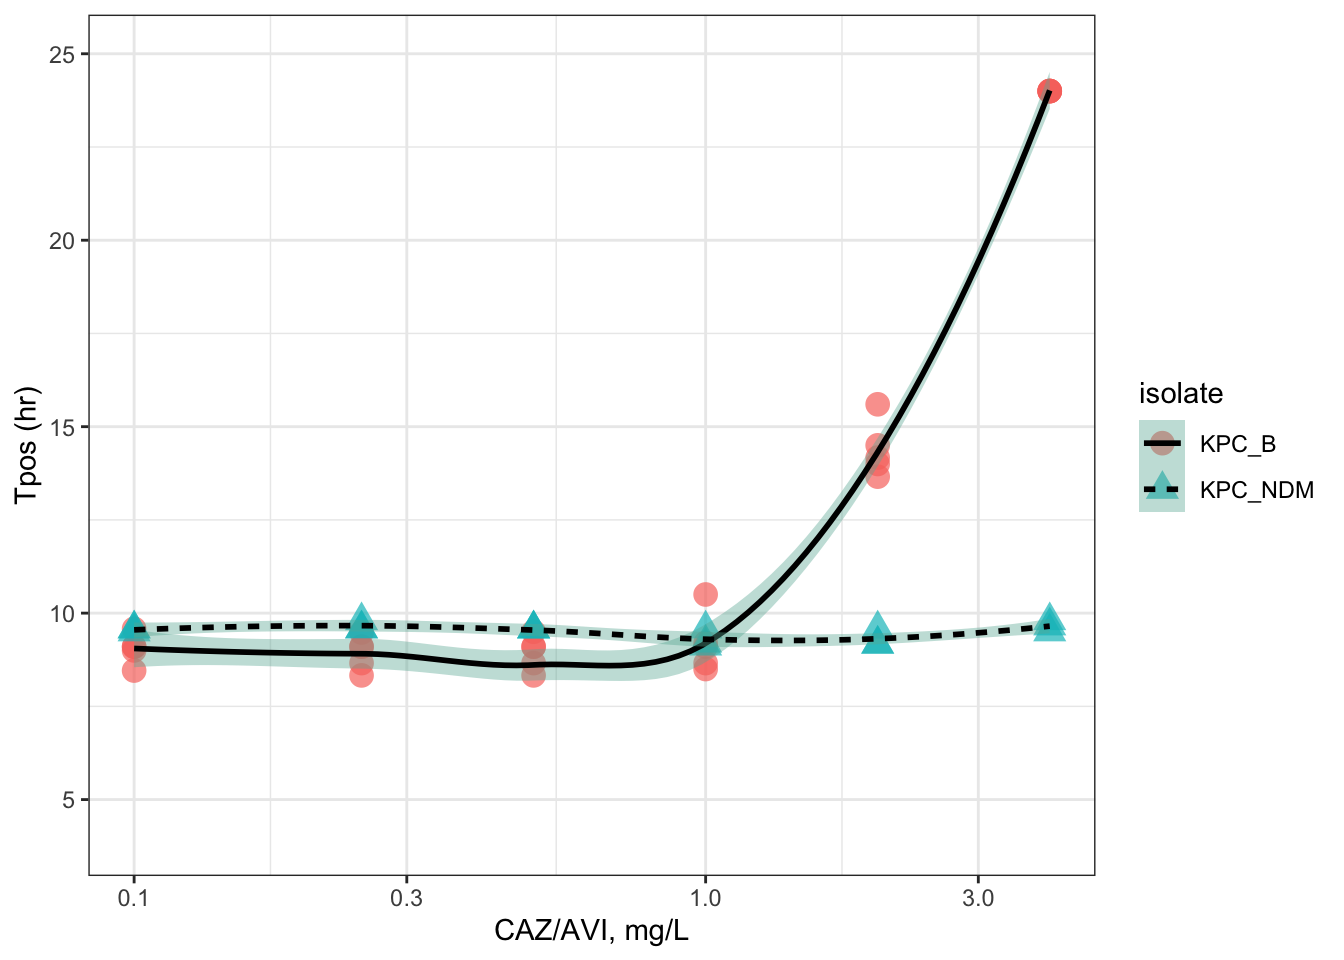 25
20
15
10
5
Tpos (hr)
0.1
0.3
1.0
3.0
CAZ/AVI, mg/L
isolate
KPC_B
KPC_NDM